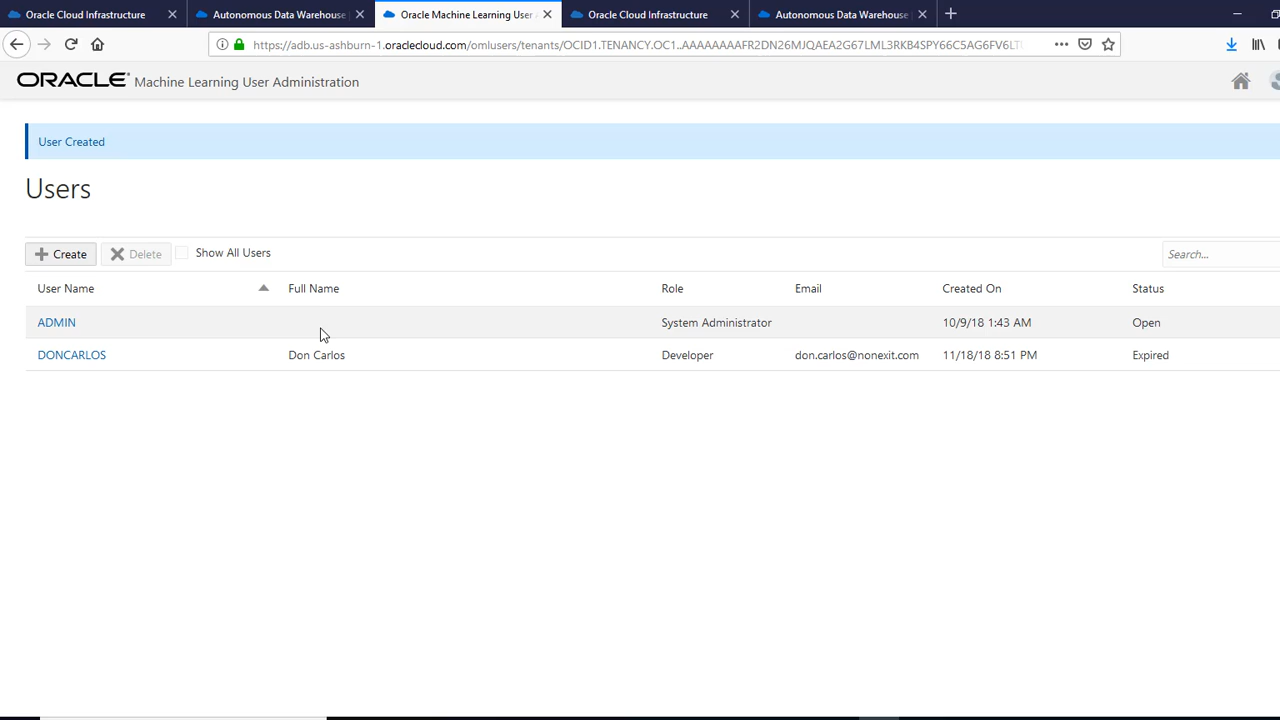 Oracle Cloud Infrastructure
Autonomous Data Warehouse
Oracle Machine Learning User
Oracle Cloud Infrastructure
Autonomous Data Warehouse
https://adb.us-ashburn-1.oraclecloud.com/omlusers/tenants/OCID1.TENANCY.OC1..AAAAAAAAFR2DN26MJQAEA2G67LML3RKB4SPY66C5AG6FV6LT
ORACLE® Machine Learning User Administration
User Created
Users
Create Delete Show All Users Search...
User Name Full Name Role Email Created On Status
ADMIN System Administrator 10/9/18 1:43 AM Open
DONCARLOS Don Carlos Developer don.carlos@nonexit.com 11/18/18 8:51 PM Expired